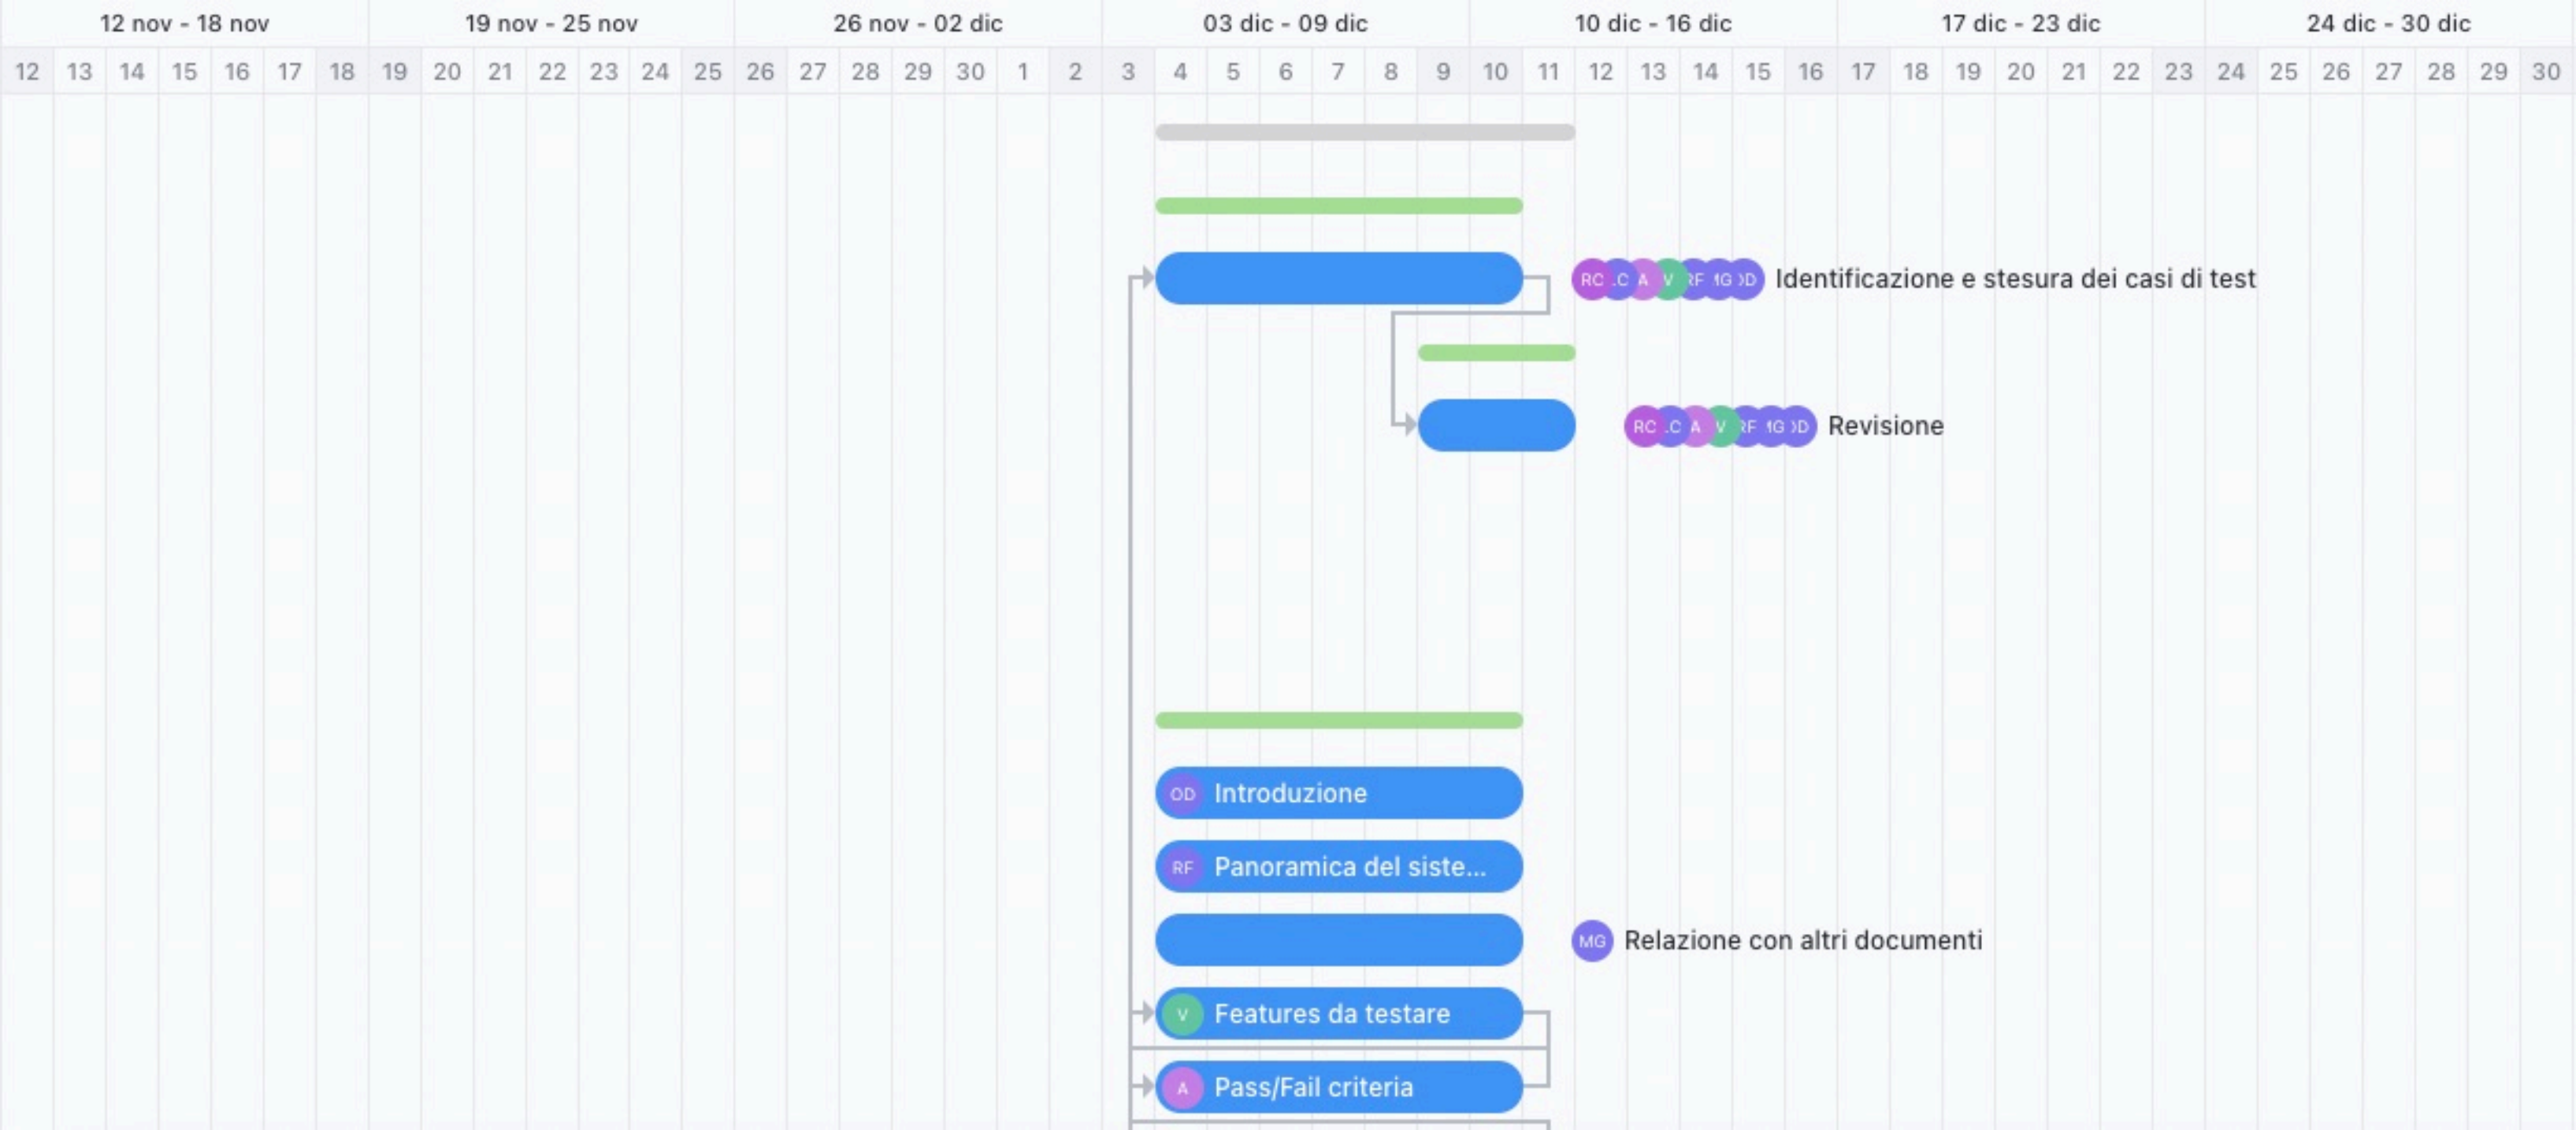 12 nov - 18 nov 19 nov - 25 nov 26 nov - 02 dic 03 dic - 09 dic 10 dic - 16 dic 17 dic - 23 dic 24 dic - 30 dic
12 13 14 15 16 17 18 19 20 21 22 23 24 25 26 27 28 29 30 1 2 3 4 5 6 7 8 9 10 11 12 13 14 15 16 17 18 19 20 21 22 23 24 25 26 27 28 29 30
RC A V Identificazione e stesura dei casi di test
RC A V Revisione
OD Introduzione
RF Panoramica del siste...
MG Relazione con altri documenti
V Features da testare
A Pass/Fail criteria